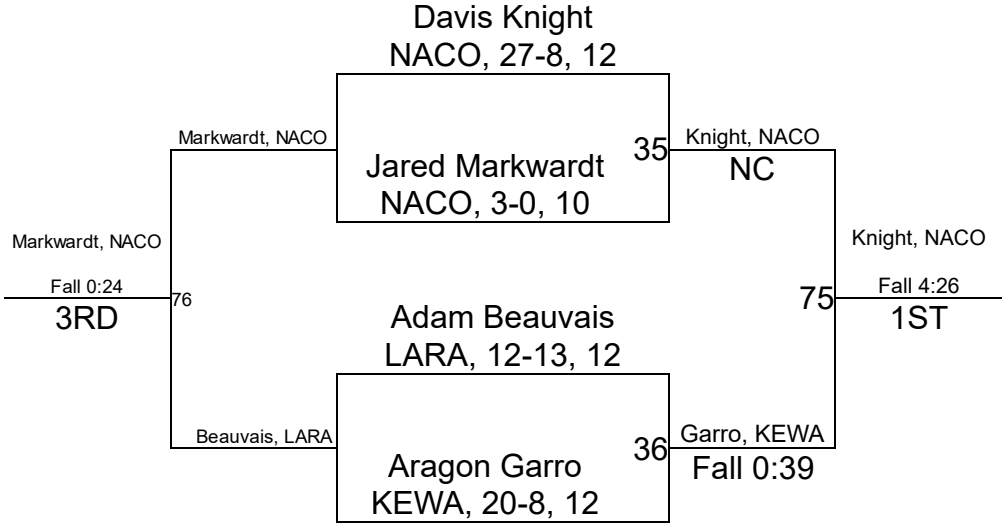 Davis Knight
NACO, 27-8, 12
Markwardt, NACO
35
Knight, NACO
NC
Jared Markwardt
NACO, 3-0, 10
Markwardt, NACO
Fall 0:24
3RD
76
Knight, NACO
75
Fall 4:26
1ST
Adam Beauvais
LARA, 12-13, 12
Beauvais, LARA
36
Garro, KEWA
Fall 0:39
Aragon Garro
KEWA, 20-8, 12